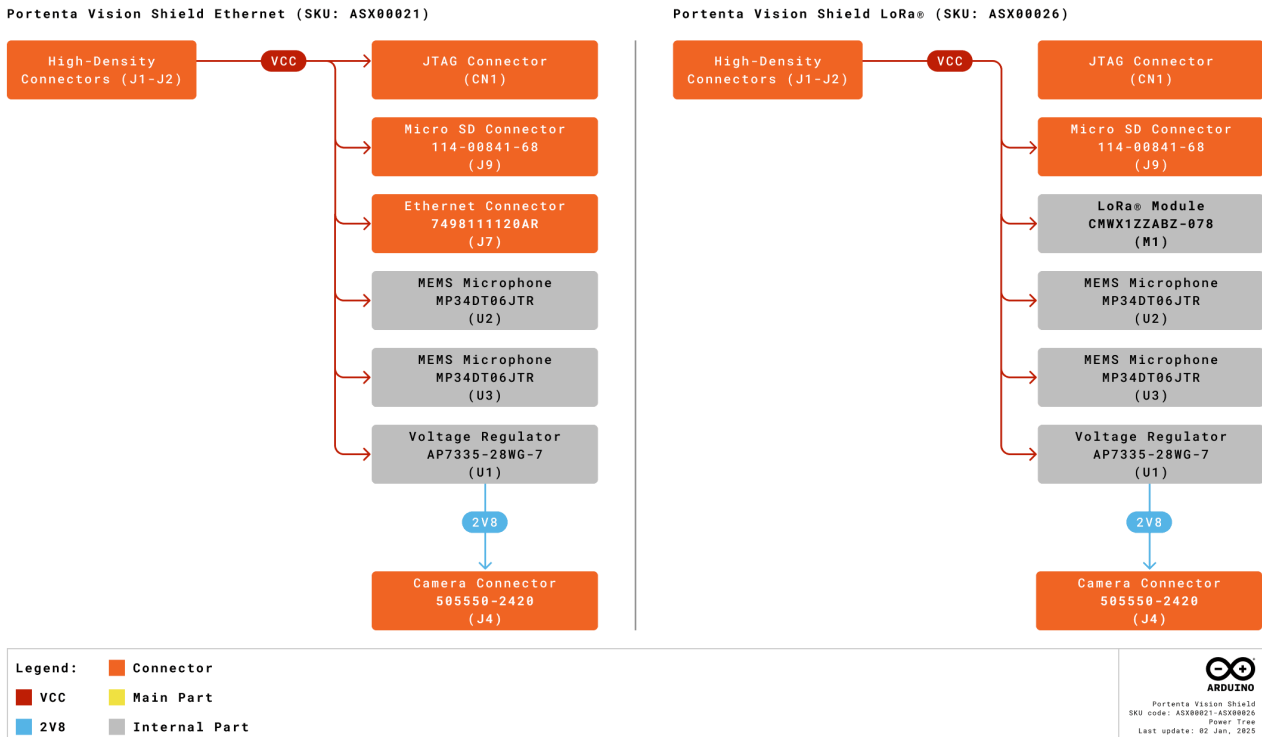 Portenta Vision Shield Ethernet (SKU: ASX00021)
High-Density
Connectors (J1-J2)
VCC
JTAG Connector
(CN1)
Micro SD Connector
114-00841-68
(J9)
Ethernet Connector
7498111120AR
(J7)
MEMS Microphone
MP34DT06JTR
(U2)
MEMS Microphone
MP34DT06JTR
(U3)
Voltage Regulator
AP7335-28WG-7
(U1)
2V8
Camera Connector
505550-2420
(J4)
Portenta Vision Shield LoRa® (SKU: ASX00026)
High-Density
Connectors (J1-J2)
VCC
JTAG Connector
(CN1)
Micro SD Connector
114-00841-68
(J9)
LoRa® Module
CMWX1ZZABZ-078
(M1)
MEMS Microphone
MP34DT06JTR
(U2)
MEMS Microphone
MP34DT06JTR
(U3)
Voltage Regulator
AP7335-28WG-7
(U1)
2V8
Camera Connector
505550-2420
(J4)
Legend:
VCC
2V8
Connector
Main Part
Internal Part
ARDUINO
Portenta Vision Shield
SKU code: ASX00021-ASX00026
Power Tree
Last update: 02 Jan, 2025